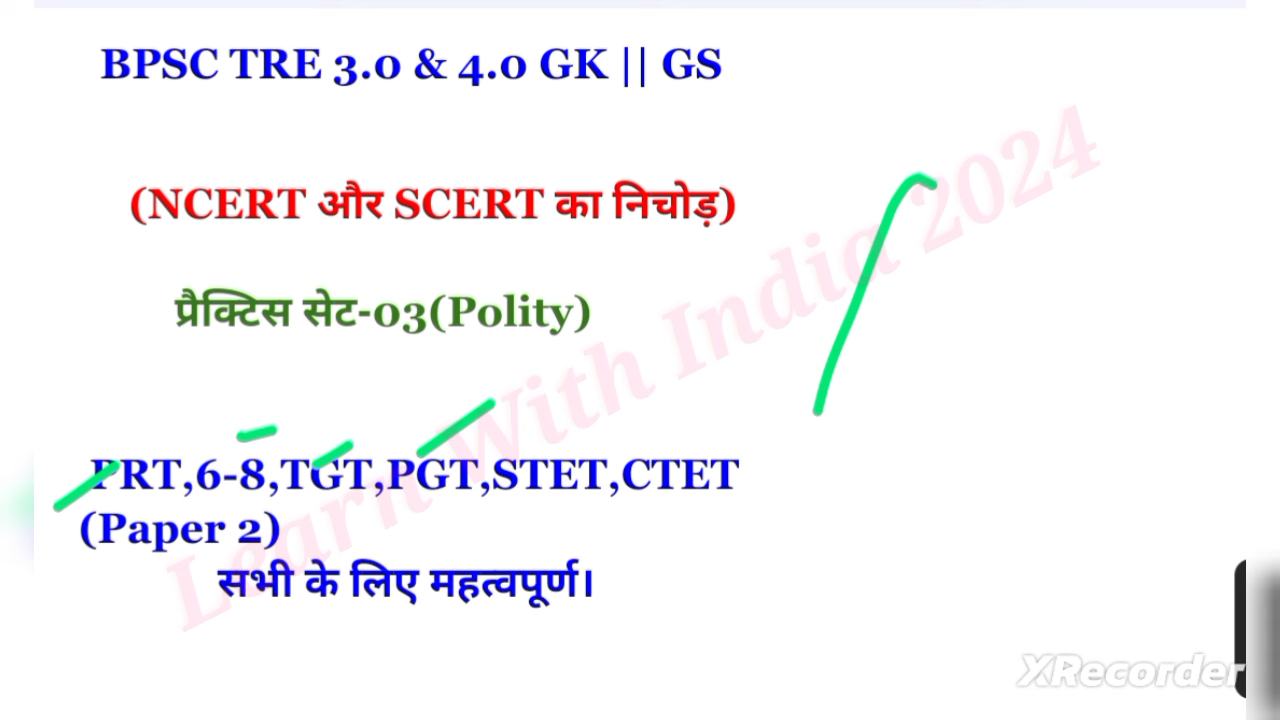 BPSC TRE 3.0 & 4.0 GK || GS
(NCERT और SCERT का निचोड़)
प्रैक्टिस सेट-03(Polity)
PRT,6-8,TGT,PGT,STET,CTET
(Paper 2)
सभी के लिए महत्वपूर्ण।
Learn With India 2024
XRecorder